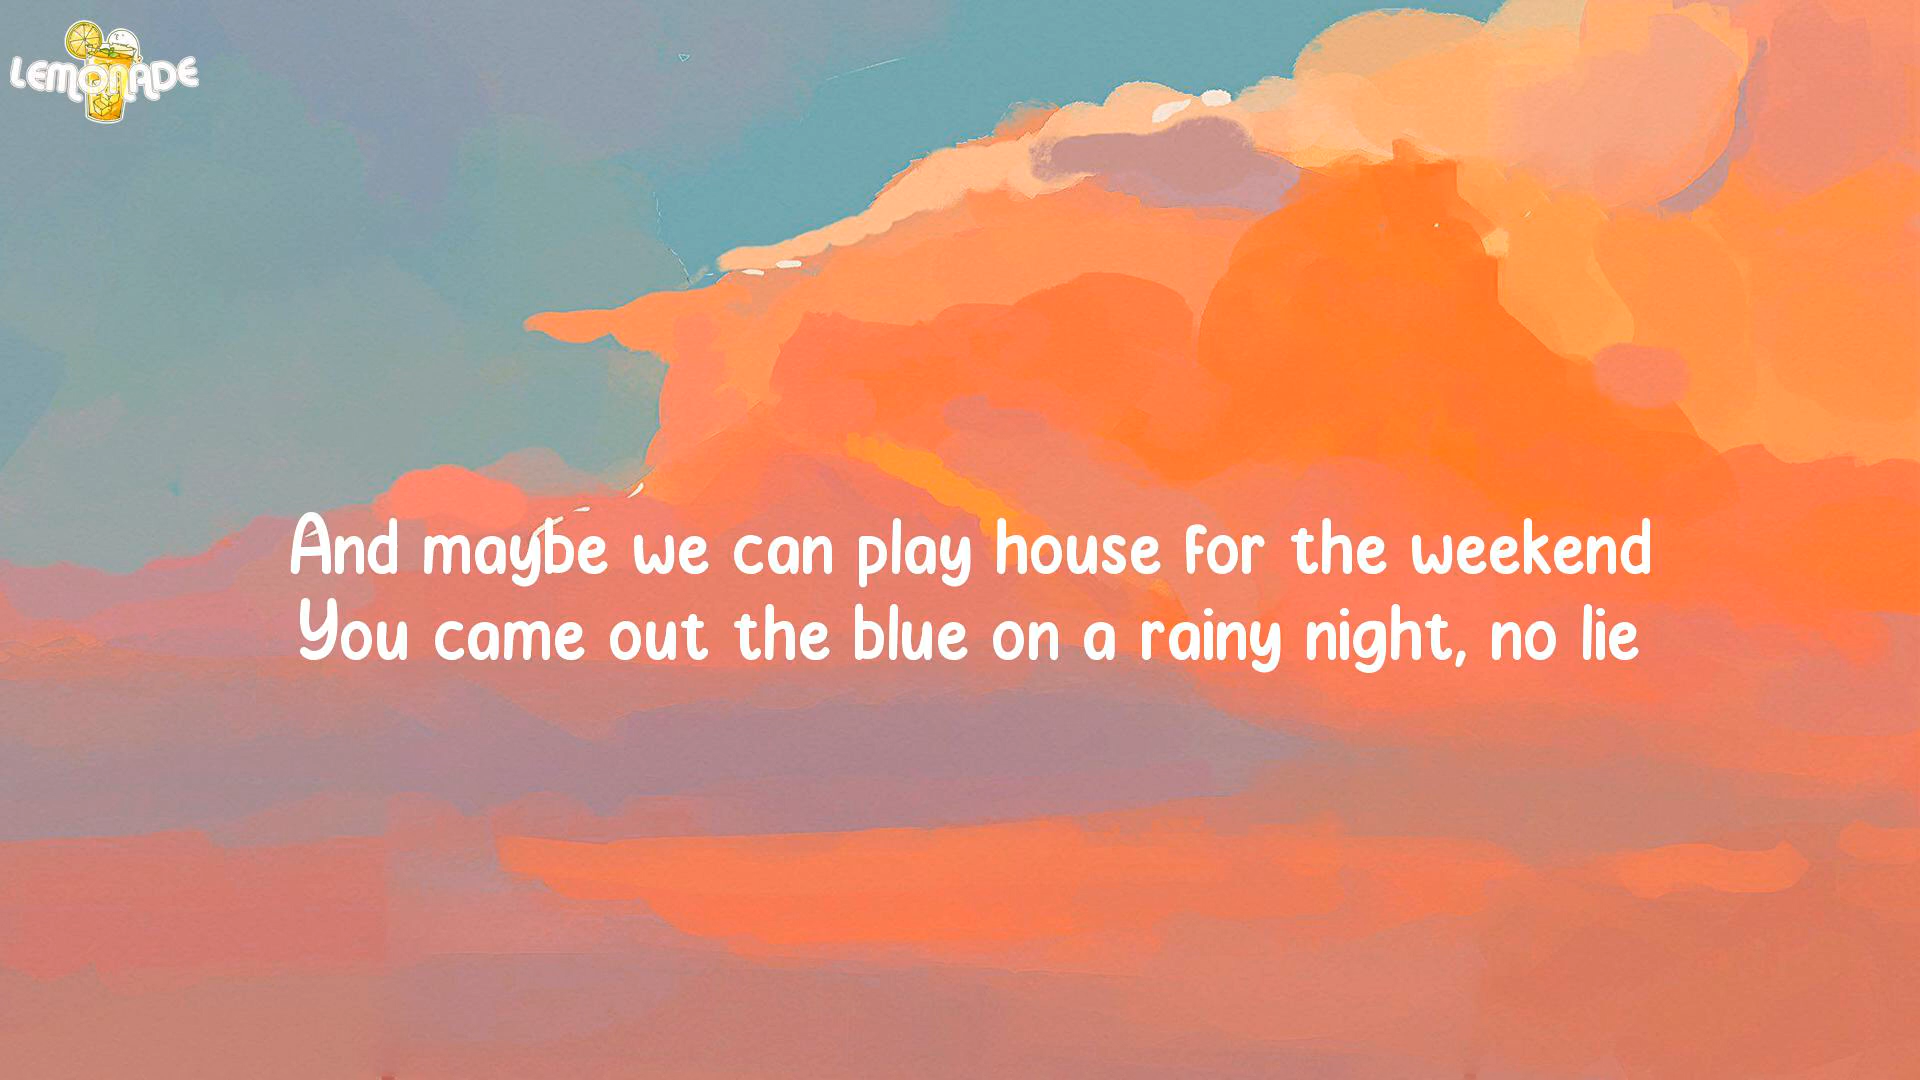 LEMONADE
And maybe we can play house for the weekend
You came out the blue on a rainy night, no lie